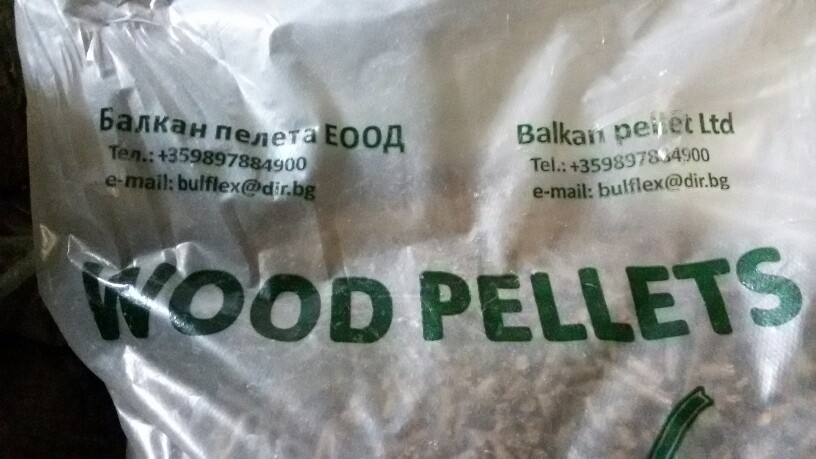 Балкан пелета ЕООД
Тел.: +359897884900
e-mail: bulflex@dir.bg
Balkan pellet Ltd
Tel.: +359897884900
e-mail: bulflex@dir.bg
WOOD PELLETS